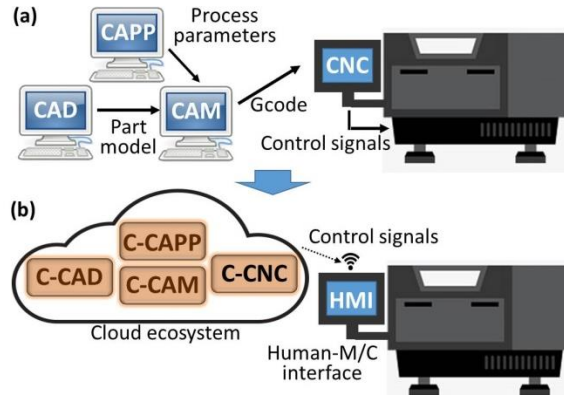 (a)
CAPP
Process
parameters
CAD
Part
model
CAM
Gcode
CNC
Control signals
(b)
C-CAPP
C-CAD
C-CAM
C-CNC
Cloud ecosystem
Control signals
HMI
Human-M/C
interface